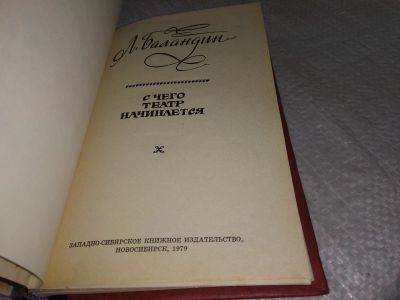 Л. Баландин
С ЧЕГО
ТЕАТР
НАЧИНАЕТСЯ
ЗАПАДНО-СИБИРСКОЕ КНИЖНОЕ ИЗДАТЕЛЬСТВО,
НОВОСИБИРСК, 1979